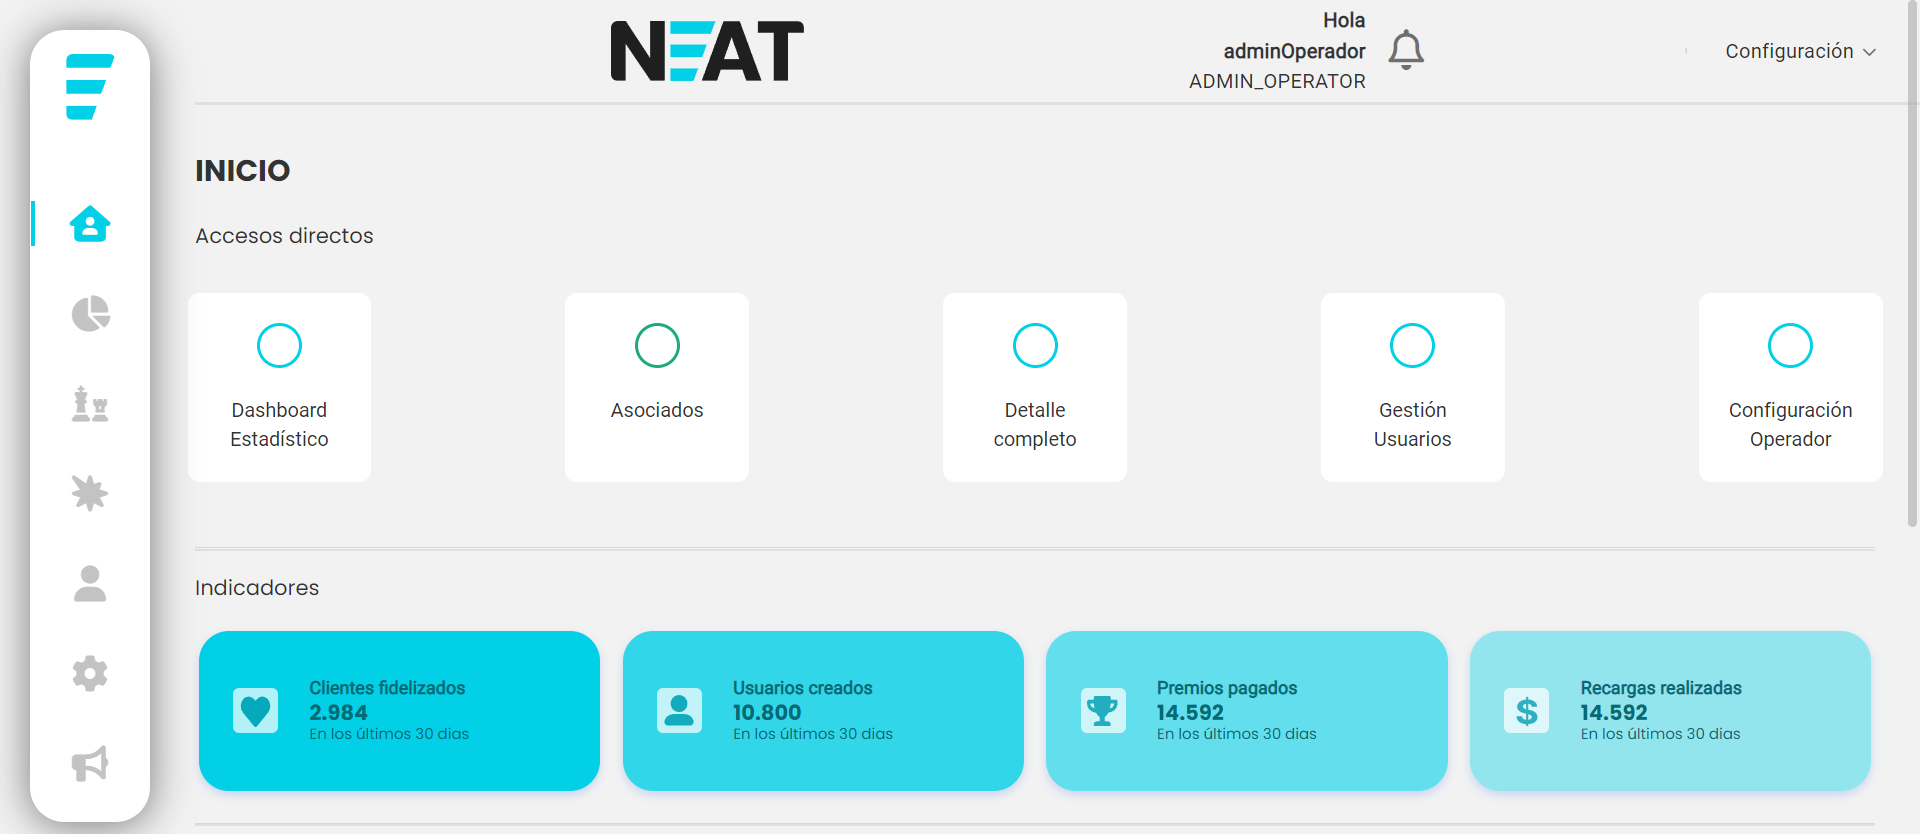 NEAT
Hola
adminOperador
ADMIN_OPERATOR
Configuración
INICIO
Accesos directos
Dashboard
Estadístico
Asociados
Detalle
completo
Gestión
Usuarios
Configuración
Operador
Indicadores
Clientes fidelizados
2.984
En los últimos 30 dias
Usuarios creados
10.800
En los últimos 30 dias
Premios pagados
14.592
En los últimos 30 dias
Recargas realizadas
14.592
En los últimos 30 dias